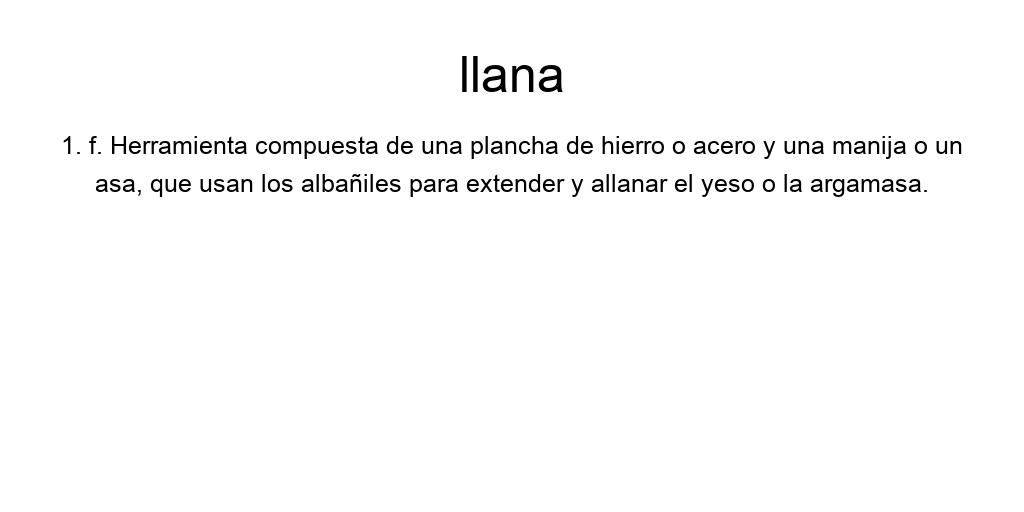 llana
1. f. Herramienta compuesta de una plancha de hierro o acero y una manija o un
asa, que usan los albañiles para extender y allanar el yeso o la argamasa.